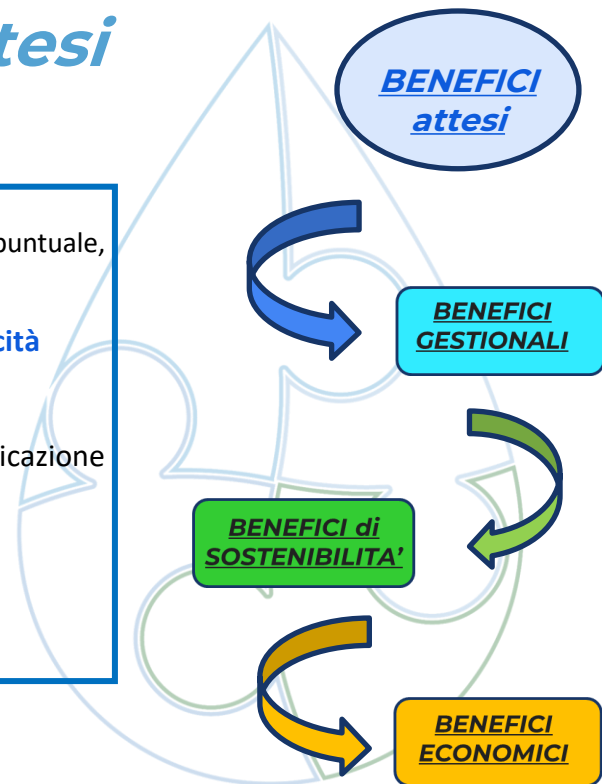 tesi
BENEFICI
attesi
puntuale,
cità
icazione
BENEFICI
GESTIONALI
BENEFICI di
SOSTENIBILITA’
BENEFICI
ECONOMICI